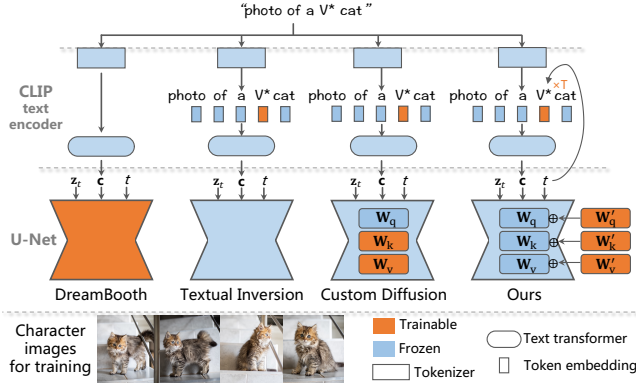 "photo of a V* cat"
CLIP
text
encoder
photo of a V* cat
photo of a V* cat
photo of a V* cat
×T
z_t c t
z_t c t
z_t c t
z_t c t
U-Net
W_q
W_k
W_v
W_q
W_k
W_v
W'_q
W'_k
W'_v
DreamBooth
Textual Inversion
Custom Diffusion
Ours
Character
images
for training
Trainable
Frozen
Tokenizer
Text transformer
Token embedding